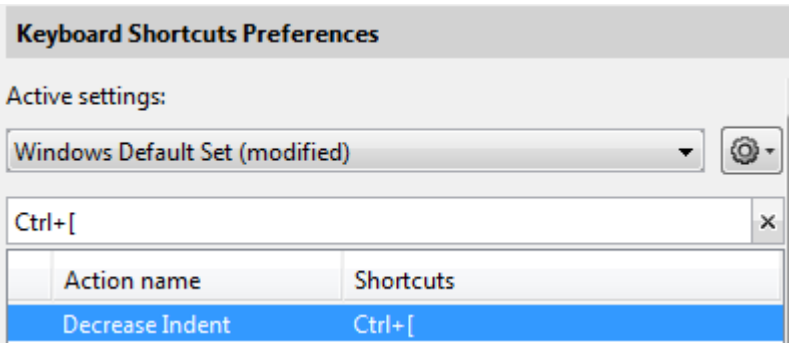 Keyboard Shortcuts Preferences
Active settings:
Windows Default Set (modified)
Ctrl+[
Action name Shortcuts
Decrease Indent Ctrl+[